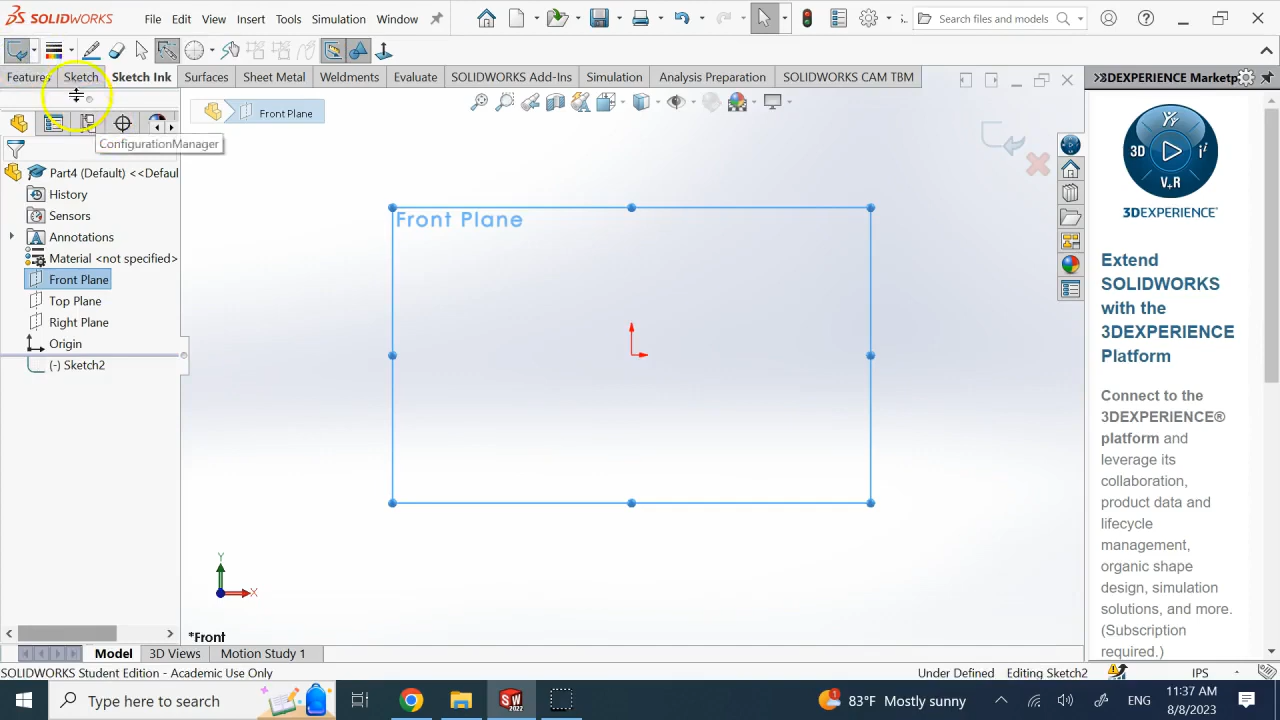 SOLIDWORKS
File
Edit
View
Insert
Tools
Simulation
Window
Search files and models
Sketch
Sketch Ink
Surfaces
Sheet Metal
Weldments
Evaluate
SOLIDWORKS Add-Ins
Simulation
Analysis Preparation
SOLIDWORKS CAM TBM
3DEXPERIENCE Marketp
Front Plane
ConfigurationManager
Part4 (Default) <<Defaul
History
Sensors
Annotations
Material <not specified>
Front Plane
Top Plane
Right Plane
Origin
(-) Sketch2
Front Plane
Y
X
*Front
3D
V+R
3DEXPERIENCE®
Extend
SOLIDWORKS
with the
3DEXPERIENCE
Platform
Connect to the
3DEXPERIENCE®
platform and
leverage its
collaboration,
product data and
lifecycle
management,
organic shape
design, simulation
solutions, and more.
(Subscription
required.)
Model
3D Views
Motion Study 1
SOLIDWORKS Student Edition - Academic Use Only
Under Defined
Editing Sketch2
IPS
Type here to search
SW
2022
83°F Mostly sunny
ENG
11:37 AM
8/8/2023